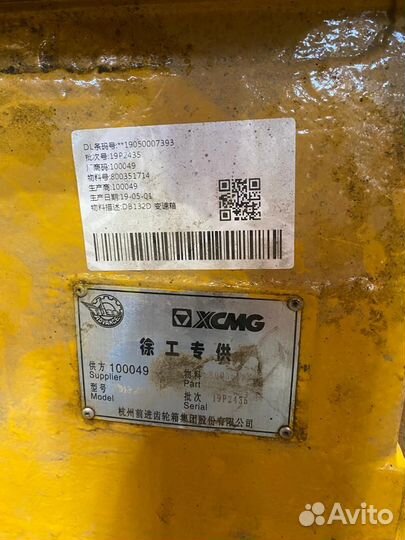 DL条码号:**19050007393
批次号:19P2435
厂商码:100049
物料号:800351714
生产商:100049
生产日期:19-05-01
物料描述:DB132D 变速箱
XCMG
徐工专供
供方 100049 物料
Supplier Part
型号 批次 19P2435
Model Serial
杭州前进齿轮箱集团股份有限公司
Avito